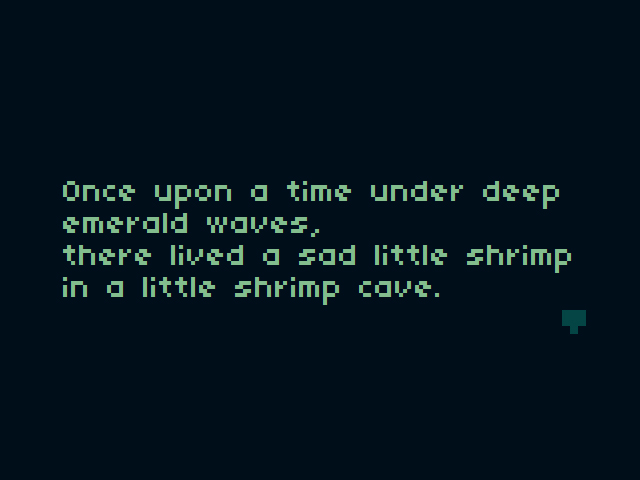 Once upon a time under deep
emerald waves,
there lived a sad little shrimp
in a little shrimp cave.